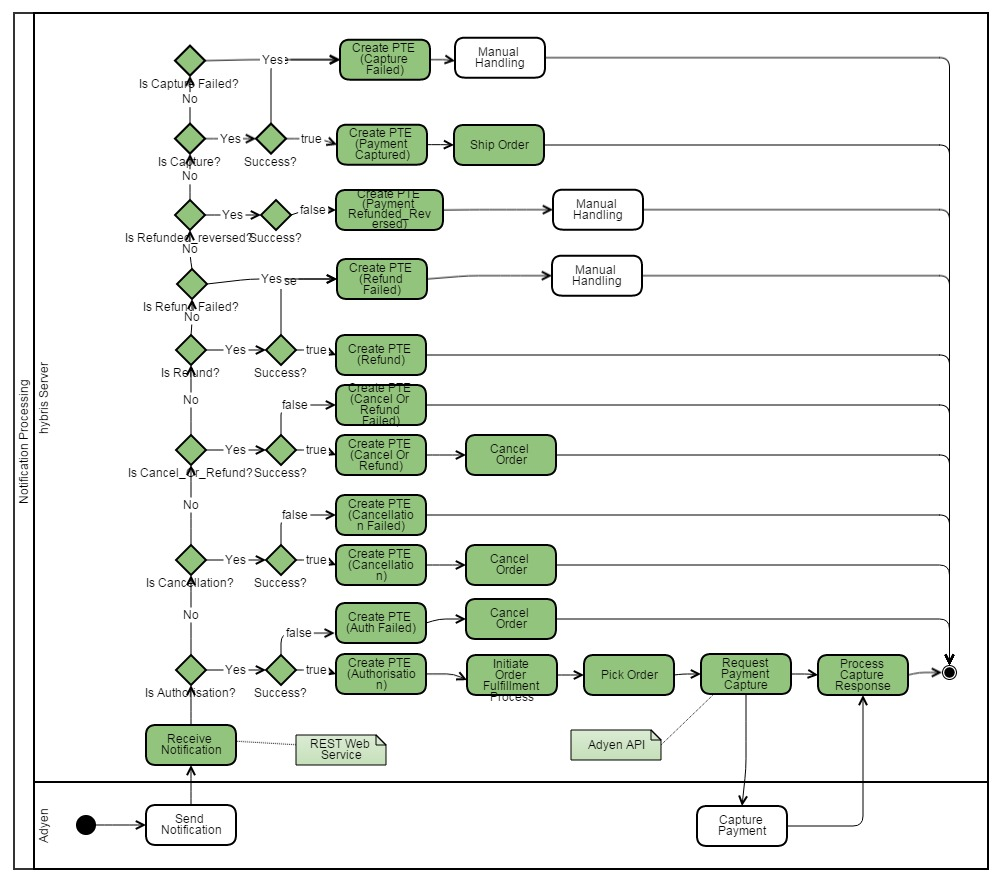 Notification Processing
hybris Server
Yes
Create PTE
(Capture
Failed)
Manual
Handling
Is Capture Failed?
No
Yes
true
Create PTE
(Payment
Captured)
Ship Order
Is Capture?
Success?
No
Yes
false
Create PTE
(Payment
Refunded_Rev
ersed)
Manual
Handling
Is Refunded_reversed?
Success?
No
Yes
se
Create PTE
(Refund
Failed)
Manual
Handling
Is Refund Failed?
No
Yes
true
Create PTE
(Refund)
Is Refund?
Success?
No
false
Create PTE
(Cancel Or
Refund
Failed)
Yes
true
Create PTE
(Cancel Or
Refund)
Cancel
Order
Is Cancel_Or_Refund?
Success?
No
false
Create PTE
(Cancellatio
n Failed)
Yes
true
Create PTE
(Cancellatio
n)
Cancel
Order
Is Cancellation?
Success?
No
false
Create PTE
(Auth Failed)
Cancel
Order
Yes
true
Create PTE
(Authorisatio
n)
Initiate
Order
Fulfillment
Process
Pick Order
Request
Payment
Capture
Process
Capture
Response
Is Authorisation?
Success?
Receive
Notification
REST Web
Service
Adyen API
Adyen
Send
Notification
Capture
Payment